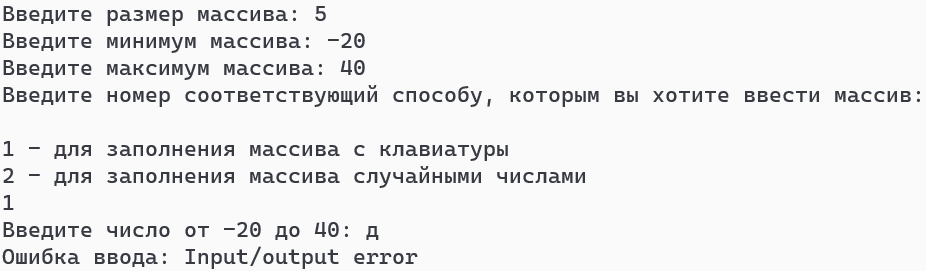 Введите размер массива: 5
Введите минимум массива: -20
Введите максимум массива: 40
Введите номер соответствующий способу, которым вы хотите ввести массив:
1 - для заполнения массива с клавиатуры
2 - для заполнения массива случайными числами
1
Введите число от -20 до 40: д
Ошибка ввода: Input/output error